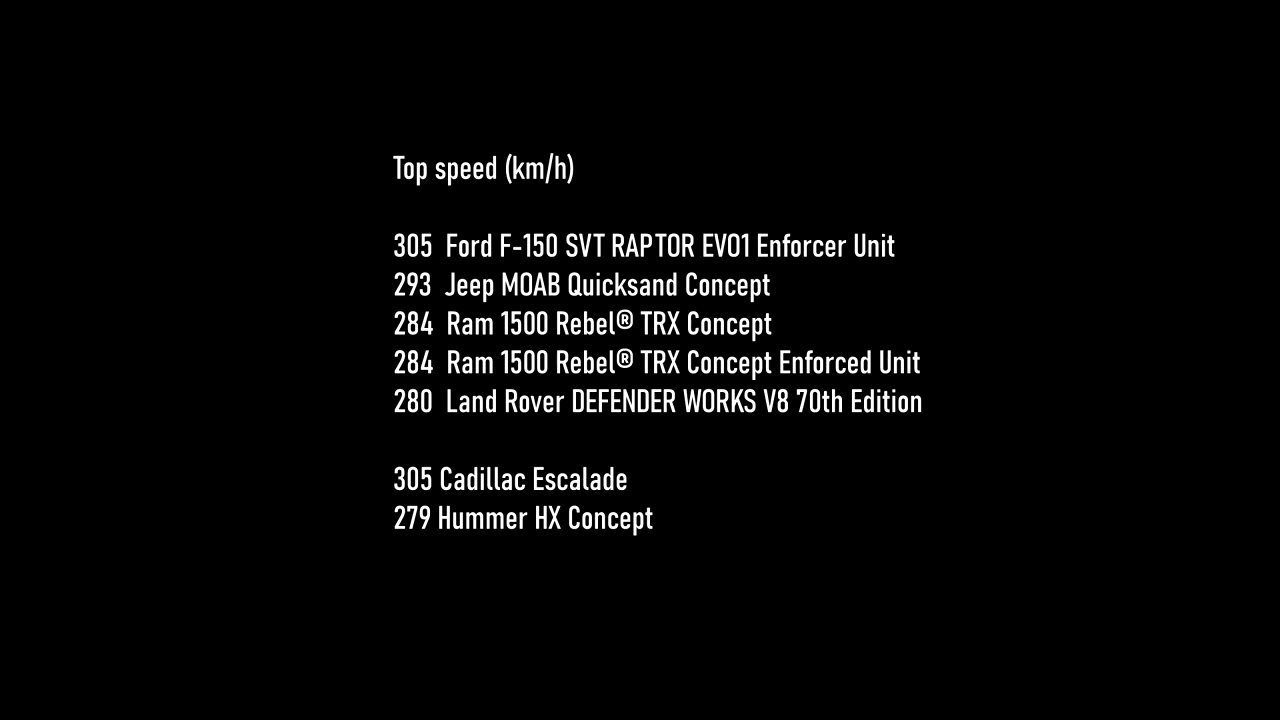 Top speed (km/h)
305 Ford F-150 SVT RAPTOR EVO1 Enforcer Unit
293 Jeep MOAB Quicksand Concept
284 Ram 1500 Rebel® TRX Concept
284 Ram 1500 Rebel® TRX Concept Enforced Unit
280 Land Rover DEFENDER WORKS V8 70th Edition
305 Cadillac Escalade
279 Hummer HX Concept